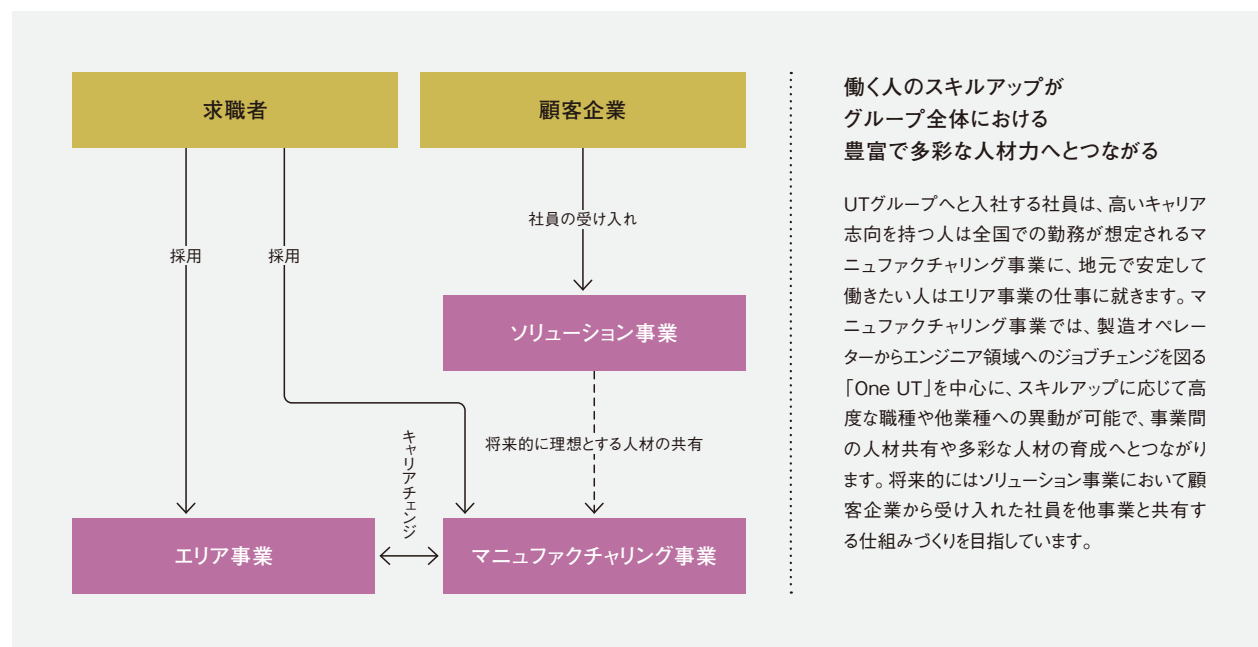 求職者
顧客企業
社員の受け入れ
採用
採用
ソリューション事業
キャリアチェンジ
将来的に理想とする人材の共有
エリア事業
マニュファクチャリング事業
働く人のスキルアップが
グループ全体における
豊富で多彩な人材力へとつながる
UTグループへと入社する社員は、高いキャリア
志向を持つ人は全国での勤務が想定されるマ
ニュファクチャリング事業に、地元で安定して
働きたい人はエリア事業の仕事に就きます。マ
ニュファクチャリング事業では、製造オペレー
ターからエンジニア領域へのジョブチェンジを図る
「One UT」を中心に、スキルアップに応じて高
度な職種や他業種への異動が可能で、事業間
の人材共有や多彩な人材の育成へとつながり
ます。将来的にはソリューション事業において顧
客企業から受け入れた社員を他事業と共有す
る仕組みづくりを目指しています。